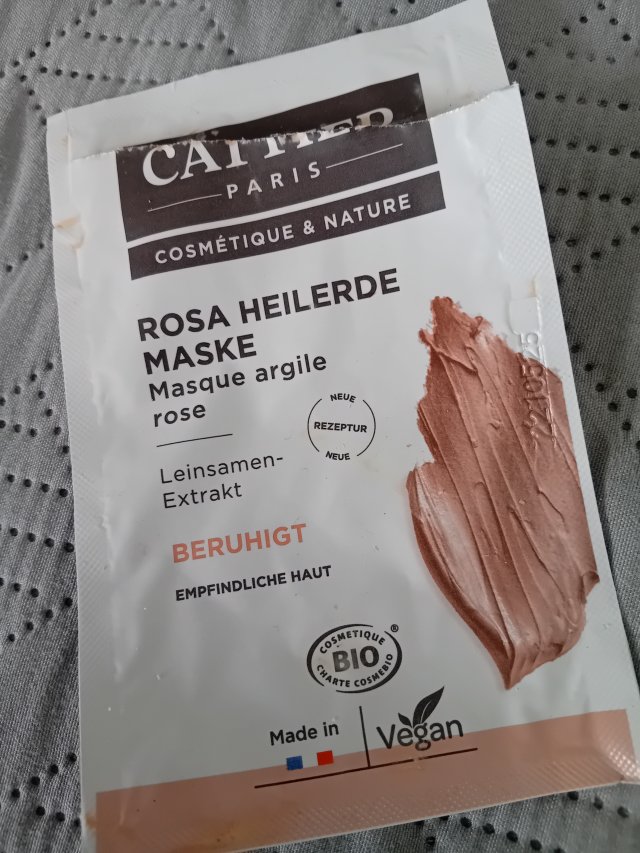 CATTIER
PARIS
COSMÉTIQUE & NATURE
ROSA HEILERDE
MASKE
Masque argile
rose
NEUE
REZEPTUR
NEUE
Leinsamen-
Extrakt
BERUHIGT
EMPFINDLICHE HAUT
COSMETIQUE
®
BIO
CHARTE COSMEBIO
Made in
Vegan